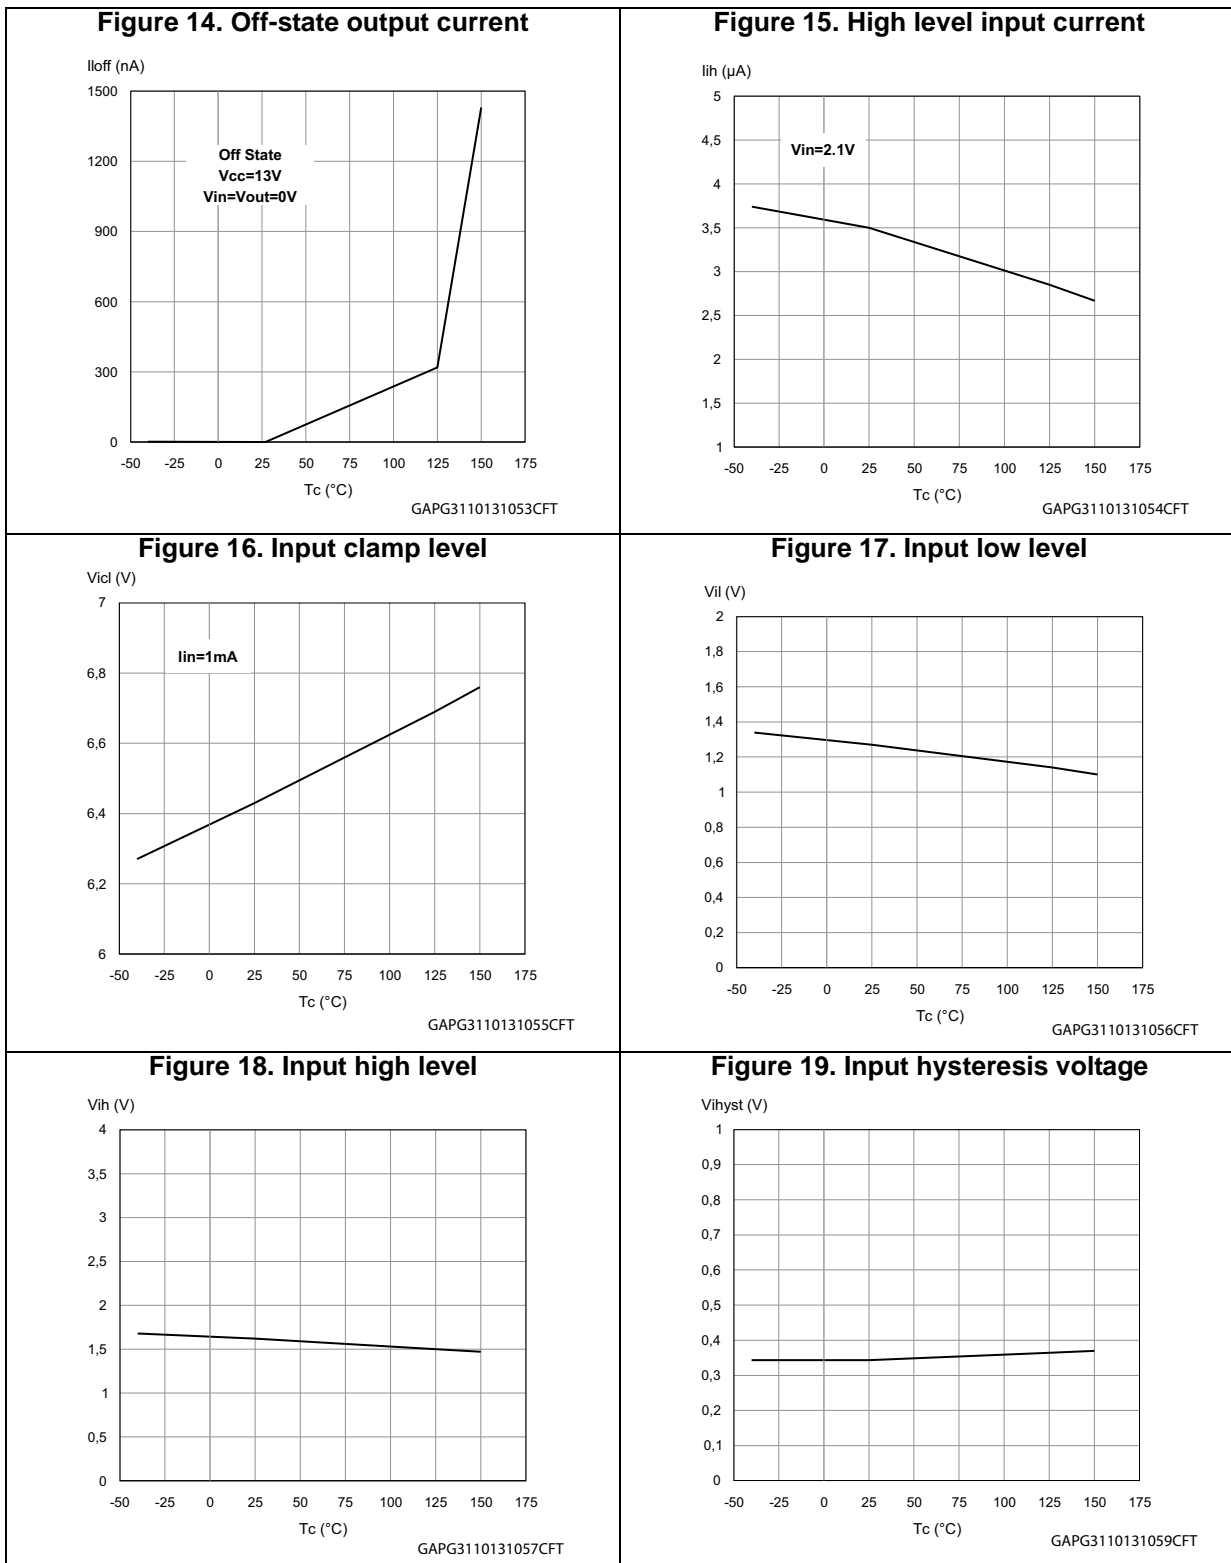 Figure 14. Off-state output current
Iloff (nA)
1500
1200
900
600
300
0
Off State
Vcc=13V
Vin=Vout=0V
-50 -25 0 25 50 75 100 125 150 175
Tc (°C)
GAPG3110131053CFT
Figure 15. High level input current
Iih (µA)
5
4,5
4
3,5
3
2,5
2
1,5
1
Vin=2.1V
-50 -25 0 25 50 75 100 125 150 175
Tc (°C)
GAPG3110131054CFT
Figure 16. Input clamp level
Vicl (V)
7
6,8
6,6
6,4
6,2
6
Iin=1mA
-50 -25 0 25 50 75 100 125 150 175
Tc (°C)
GAPG3110131055CFT
Figure 17. Input low level
Vil (V)
2
1,8
1,6
1,4
1,2
1
0,8
0,6
0,4
0,2
0
-50 -25 0 25 50 75 100 125 150 175
Tc (°C)
GAPG3110131056CFT
Figure 18. Input high level
Vih (V)
4
3,5
3
2,5
2
1,5
1
0,5
0
-50 -25 0 25 50 75 100 125 150 175
Tc (°C)
GAPG3110131057CFT
Figure 19. Input hysteresis voltage
Vihyst (V)
1
0,9
0,8
0,7
0,6
0,5
0,4
0,3
0,2
0,1
0
-50 -25 0 25 50 75 100 125 150 175
Tc (°C)
GAPG3110131059CFT